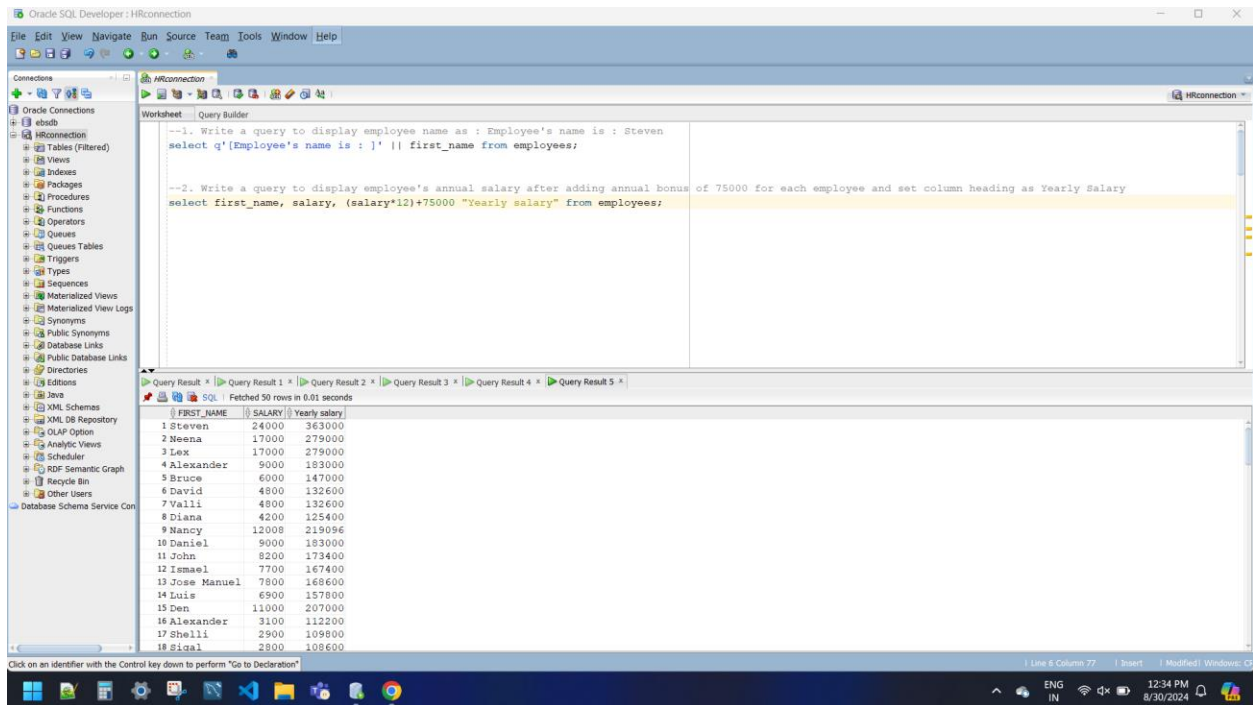 Oracle SQL Developer : HRconnection
File Edit View Navigate Run Source Team Tools Window Help
Connections
HRconnection
HRconnection
Oracle Connections
ebsdb
HRconnection
Tables (Filtered)
Views
Indexes
Packages
Procedures
Functions
Operators
Queues
Queues Tables
Triggers
Types
Sequences
Materialized Views
Materialized View Logs
Synonyms
Public Synonyms
Database Links
Public Database Links
Directories
Editions
Java
XML Schemas
XML DB Repository
OLAP Option
Analytic Views
Scheduler
RDF Semantic Graph
Recycle Bin
Other Users
Database Schema Service Con
Worksheet Query Builder
--1. Write a query to display employee name as : Employee's name is : Steven
select q'[Employee's name is : ]' || first_name from employees;
--2. Write a query to display employee's annual salary after adding annual bonus of 75000 for each employee and set column heading as Yearly Salary
select first_name, salary, (salary*12)+75000 "Yearly salary" from employees;
Query Result x Query Result 1 x Query Result 2 x Query Result 3 x Query Result 4 x Query Result 5 x
SQL | Fetched 50 rows in 0.01 seconds
FIRST_NAME SALARY Yearly salary
1 Steven 24000 363000
2 Neena 17000 279000
3 Lex 17000 279000
4 Alexander 9000 183000
5 Bruce 6000 147000
6 David 4800 132600
7 Valli 4800 132600
8 Diana 4200 125400
9 Nancy 12008 219096
10 Daniel 9000 183000
11 John 8200 173400
12 Ismael 7700 167400
13 Jose Manuel 7800 168600
14 Luis 6900 157800
15 Den 11000 207000
16 Alexander 3100 112200
17 Shelli 2900 109800
18 Sigal 2800 108600
Click on an identifier with the Control key down to perform "Go to Declaration"
| Line 6 Column 77 | Insert | Modified | Windows: CR
ENG
IN
12:34 PM
8/30/2024